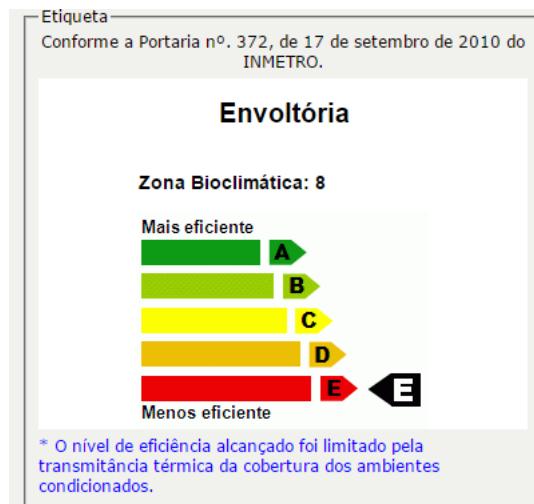 Etiqueta
Conforme a Portaria nº. 372, de 17 de setembro de 2010 do
INMETRO.
Envoltória
Zona Bioclimática: 8
Mais eficiente
A
B
C
D
E E
Menos eficiente
* O nível de eficiência alcançado foi limitado pela
transmitância térmica da cobertura dos ambientes
condicionados.